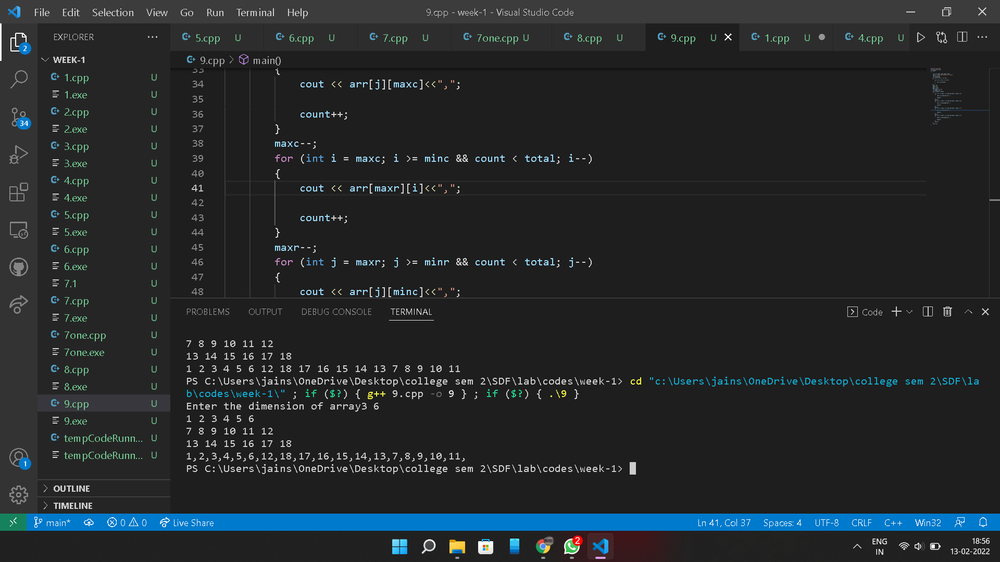 File Edit Selection View Go Run Terminal Help
9.cpp - week-1 - Visual Studio Code
EXPLORER
5.cpp U
6.cpp U
7.cpp U
7one.cpp U
8.cpp U
9.cpp U
1.cpp U
4.cpp U
9.cpp > main()
2
34
1
WEEK-1
1.cpp U
1.exe U
2.cpp U
2.exe U
3.cpp U
3.exe U
4.cpp U
4.exe U
5.cpp U
5.exe U
6.cpp U
6.exe U
7.1 U
7.cpp U
7.exe U
7one.cpp U
7one.exe U
8.cpp U
8.exe U
9.cpp U
9.exe U
tempCodeRunn... U
tempCodeRunn... U
OUTLINE
TIMELINE
33 {
34 cout << arr[j][maxc]<<",";
35
36 count++;
37 }
38 maxc--;
39 for (int i = maxc; i >= minc && count < total; i--)
40 {
41 cout << arr[maxr][i]<<",";
42
43 count++;
44 }
45 maxr--;
46 for (int j = maxr; j >= minr && count < total; j--)
47 {
48 cout << arr[j][minc]<<",";
PROBLEMS OUTPUT DEBUG CONSOLE TERMINAL
Code
7 8 9 10 11 12
13 14 15 16 17 18
1 2 3 4 5 6 12 18 17 16 15 14 13 7 8 9 10 11
PS C:\Users\jains\OneDrive\Desktop\college sem 2\SDF\lab\codes\week-1> cd "c:\Users\jains\OneDrive\Desktop\college sem 2\SDF\la
b\codes\week-1\" ; if ($?) { g++ 9.cpp -o 9 } ; if ($?) { .\9 }
Enter the dimension of array3 6
1 2 3 4 5 6
7 8 9 10 11 12
13 14 15 16 17 18
1,2,3,4,5,6,12,18,17,16,15,14,13,7,8,9,10,11,
PS C:\Users\jains\OneDrive\Desktop\college sem 2\SDF\lab\codes\week-1>
main* 0 0 Live Share
Ln 41, Col 37 Spaces: 4 UTF-8 CRLF C++ Win32
2
ENG
IN
18:56
13-02-2022